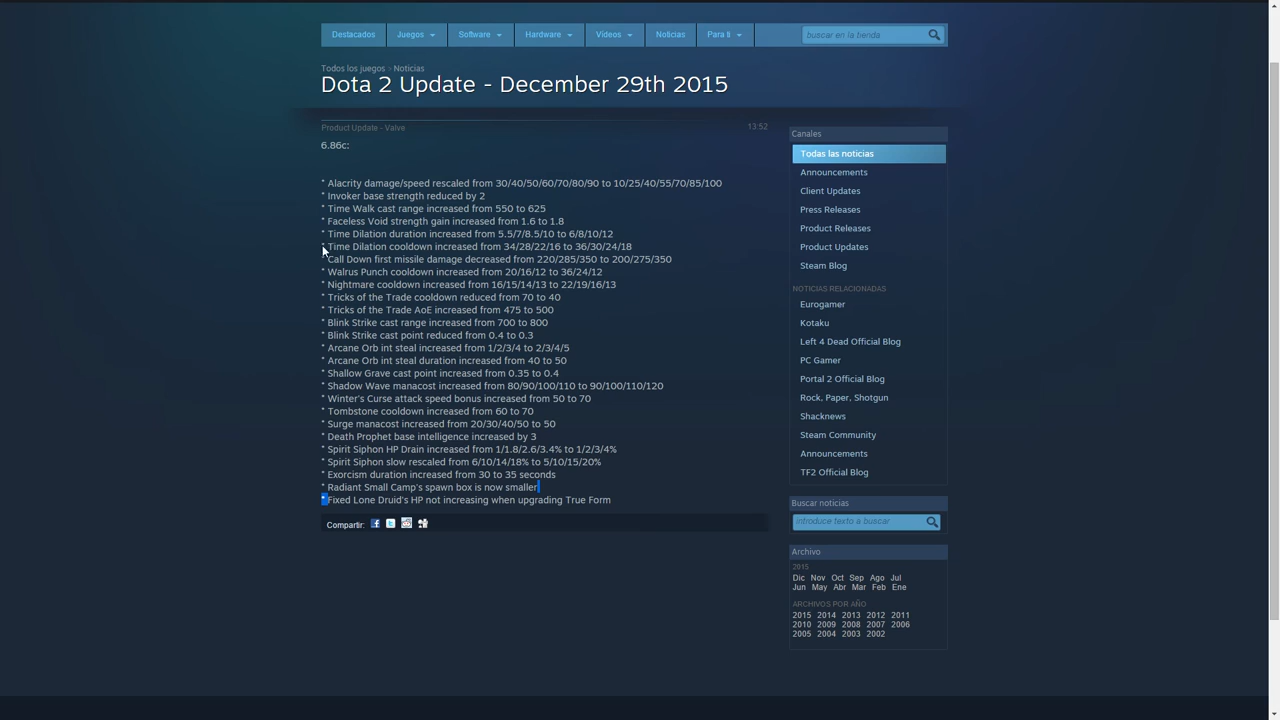 Destacados Juegos Software Hardware Vídeos Noticias Para ti buscar en la tienda
Todos los juegos > Noticias
Dota 2 Update - December 29th 2015
Product Update - Valve 13:52
6.86c:
* Alacrity damage/speed rescaled from 30/40/50/60/70/80/90 to 10/25/40/55/70/85/100
* Invoker base strength reduced by 2
* Time Walk cast range increased from 550 to 625
* Faceless Void strength gain increased from 1.6 to 1.8
* Time Dilation duration increased from 5.5/7/8.5/10 to 6/8/10/12
* Time Dilation cooldown increased from 34/28/22/16 to 36/30/24/18
* Call Down first missile damage decreased from 220/285/350 to 200/275/350
* Walrus Punch cooldown increased from 20/16/12 to 36/24/12
* Nightmare cooldown increased from 16/15/14/13 to 22/19/16/13
* Tricks of the Trade cooldown reduced from 70 to 40
* Tricks of the Trade AoE increased from 475 to 500
* Blink Strike cast range increased from 700 to 800
* Blink Strike cast point reduced from 0.4 to 0.3
* Arcane Orb int steal increased from 1/2/3/4 to 2/3/4/5
* Arcane Orb int steal duration increased from 40 to 50
* Shallow Grave cast point increased from 0.35 to 0.4
* Shadow Wave manacost increased from 80/90/100/110 to 90/100/110/120
* Winter's Curse attack speed bonus increased from 50 to 70
* Tombstone cooldown increased from 60 to 70
* Surge manacost increased from 20/30/40/50 to 50
* Death Prophet base intelligence increased by 3
* Spirit Siphon HP Drain increased from 1/1.8/2.6/3.4% to 1/2/3/4%
* Spirit Siphon slow rescaled from 6/10/14/18% to 5/10/15/20%
* Exorcism duration increased from 30 to 35 seconds
* Radiant Small Camp's spawn box is now smaller
* Fixed Lone Druid's HP not increasing when upgrading True Form
Compartir:
Canales
Todas las noticias
Announcements
Client Updates
Press Releases
Product Releases
Product Updates
Steam Blog
NOTICIAS RELACIONADAS
Eurogamer
Kotaku
Left 4 Dead Official Blog
PC Gamer
Portal 2 Official Blog
Rock, Paper, Shotgun
Shacknews
Steam Community
Announcements
TF2 Official Blog
Buscar noticias
introduce texto a buscar
Archivo
2015
Dic Nov Oct Sep Ago Jul
Jun May Abr Mar Feb Ene
ARCHIVOS POR AÑO
2015 2014 2013 2012 2011
2010 2009 2008 2007 2006
2005 2004 2003 2002